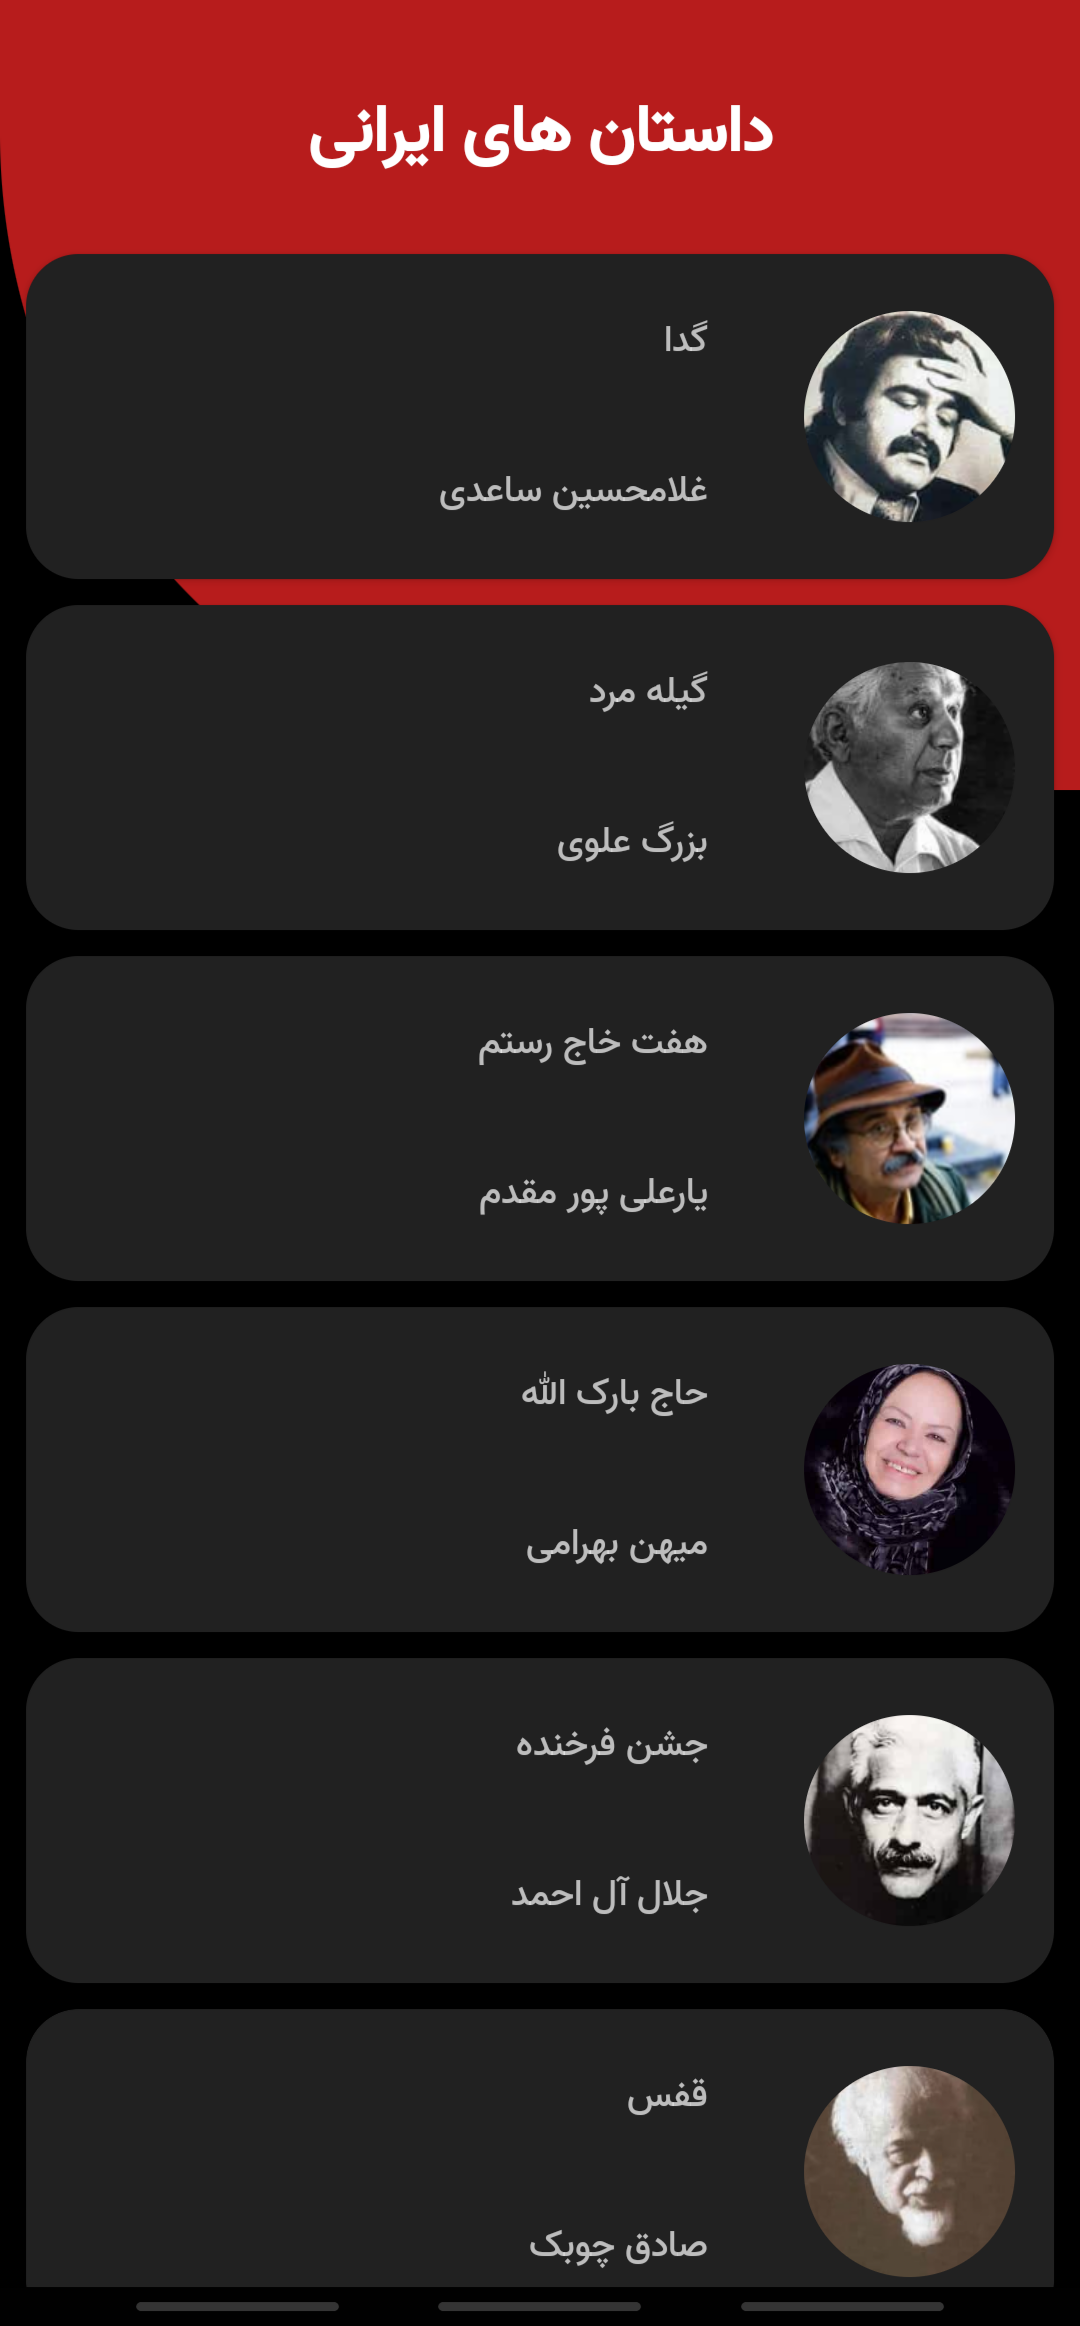 داستان های ایرانی
گدا
غلامحسین ساعدی
گیله مرد
بزرگ علوی
هفت خاج رستم
یارعلی پور مقدم
حاج بارک الله
میهن بهرامی
جشن فرخنده
جلال آل احمد
قفس
صادق چوبک